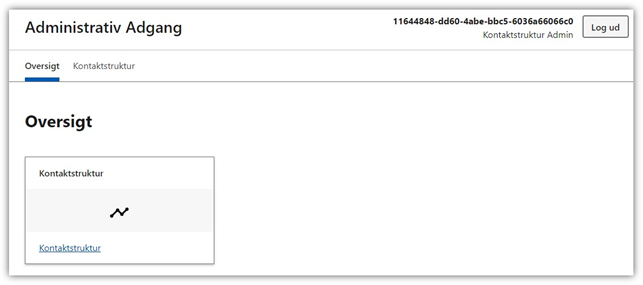 Administrativ Adgang
11644848-dd60-4abe-bbc5-6036a66066c0
Kontaktstruktur Admin
Log ud
Oversigt
Kontaktstruktur
Oversigt
Kontaktstruktur
Kontaktstruktur